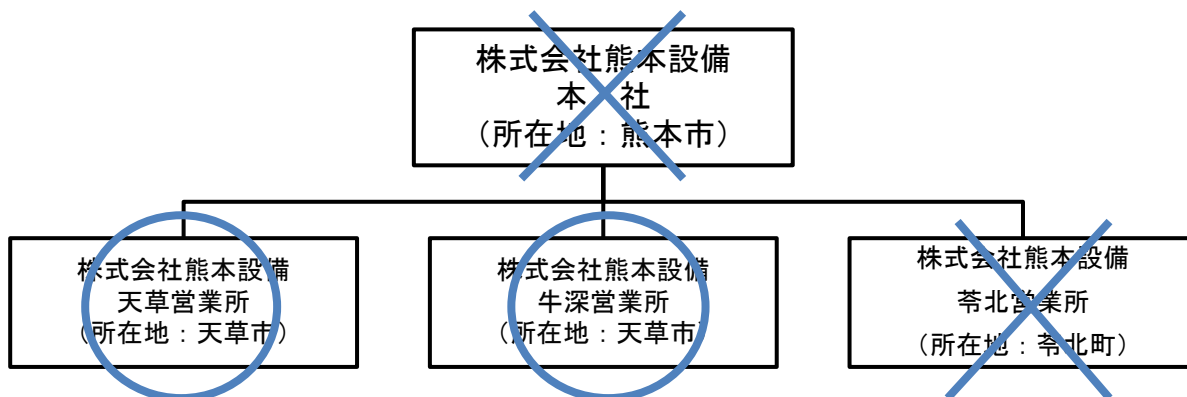 株式会社熊本設備
本　社
（所在地：熊本市）
株式会社熊本設備
天草営業所
（所在地：天草市）
株式会社熊本設備
牛深営業所
（所在地：天草市）
株式会社熊本設備
苓北営業所
（所在地：苓北町）